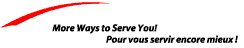 More Ways to Serve You!
Pour vous servir encore mieux !